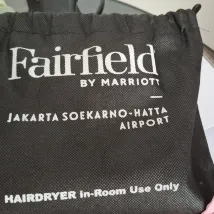 Fairfield
BY MARRIOTT
JAKARTA SOEKARNO-HATTA
AIRPORT
HAIRDRYER in-Room Use Only